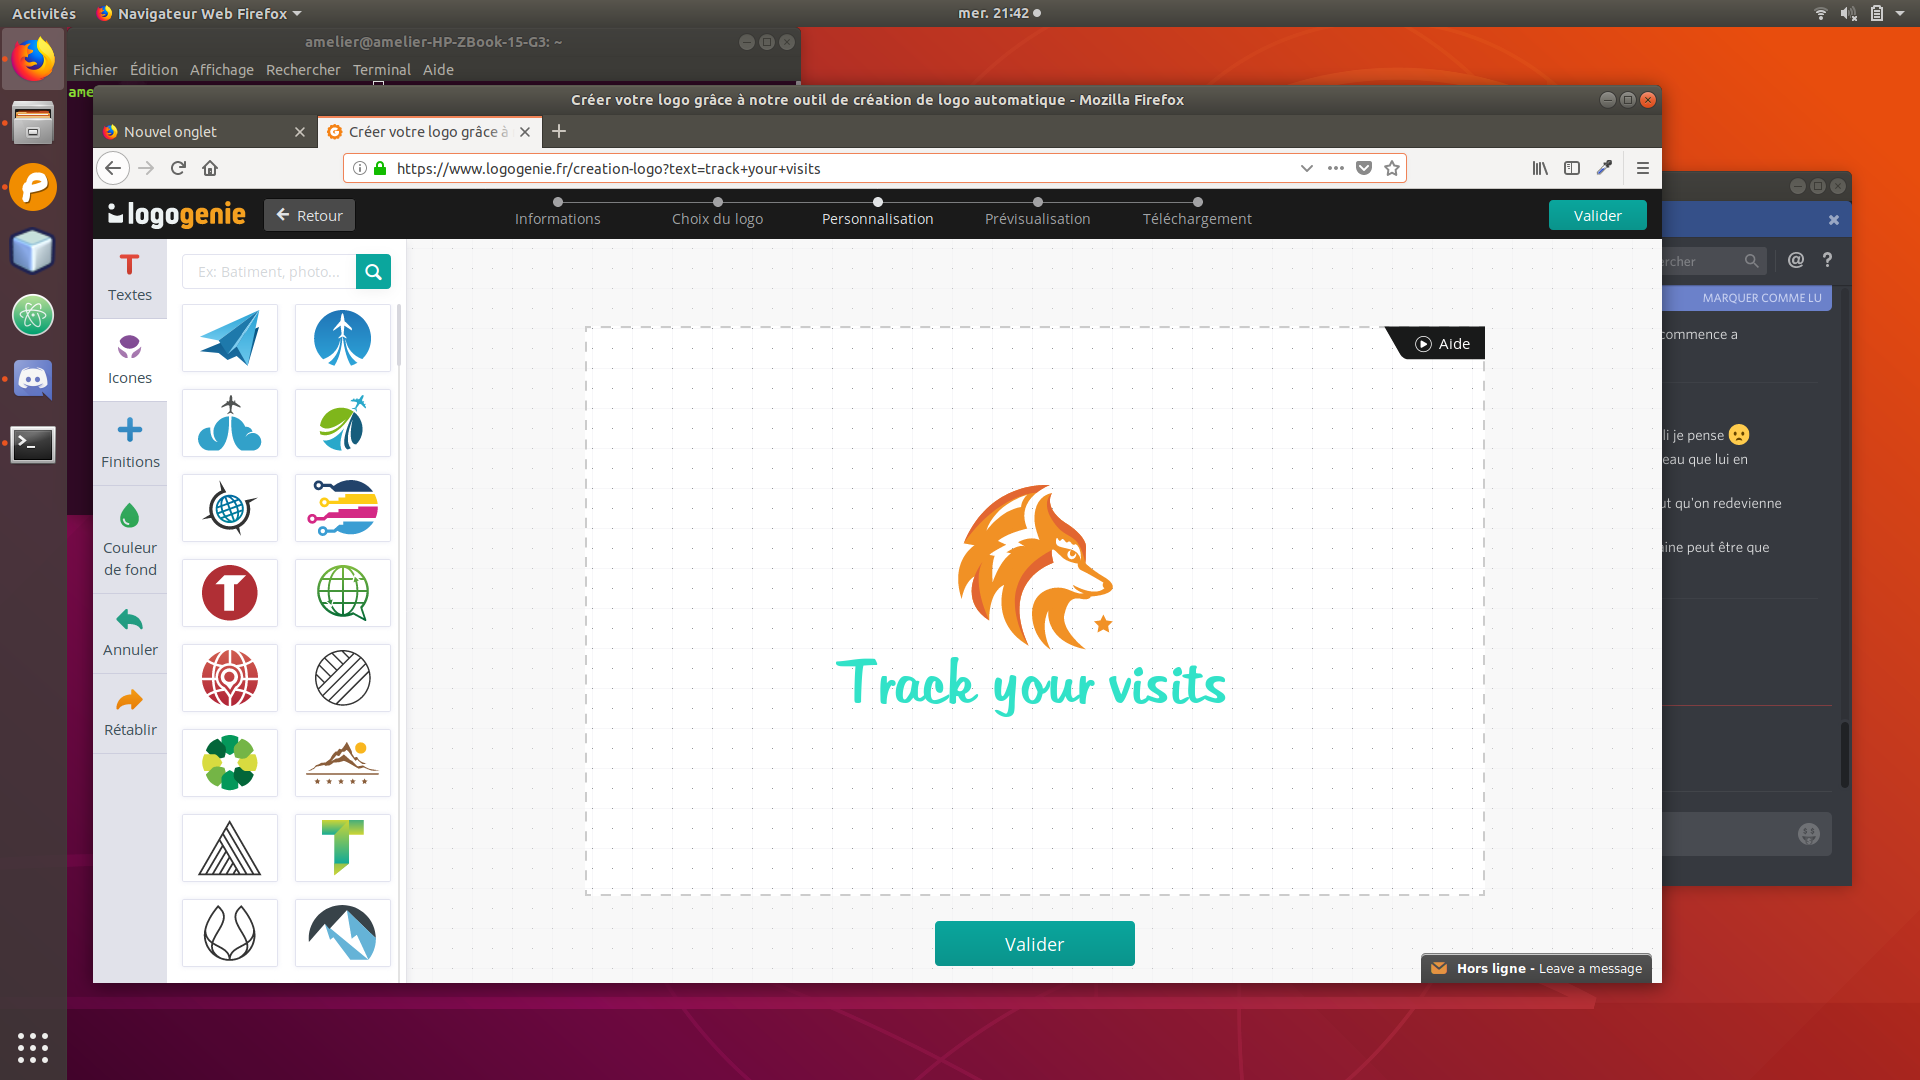 Activités
Navigateur Web Firefox
mer. 21:42
amelier@amelier-HP-ZBook-15-G3: ~
Fichier Édition Affichage Rechercher Terminal Aide
ame
Créer votre logo grâce à notre outil de création de logo automatique - Mozilla Firefox
Nouvel onglet
Créer votre logo grâce à
https://www.logogenie.fr/creation-logo?text=track+your+visits
logogenie
Retour
Informations
Choix du logo
Personnalisation
Prévisualisation
Téléchargement
Valider
Textes
Icones
Finitions
Couleur
de fond
Annuler
Rétablir
Ex: Batiment, photo...
Aide
Track your visits
Valider
Hors ligne - Leave a message
ercher
@ ?
MARQUER COMME LU
commence a
li je pense
eau que lui en
ut qu'on redevienne
aine peut être que